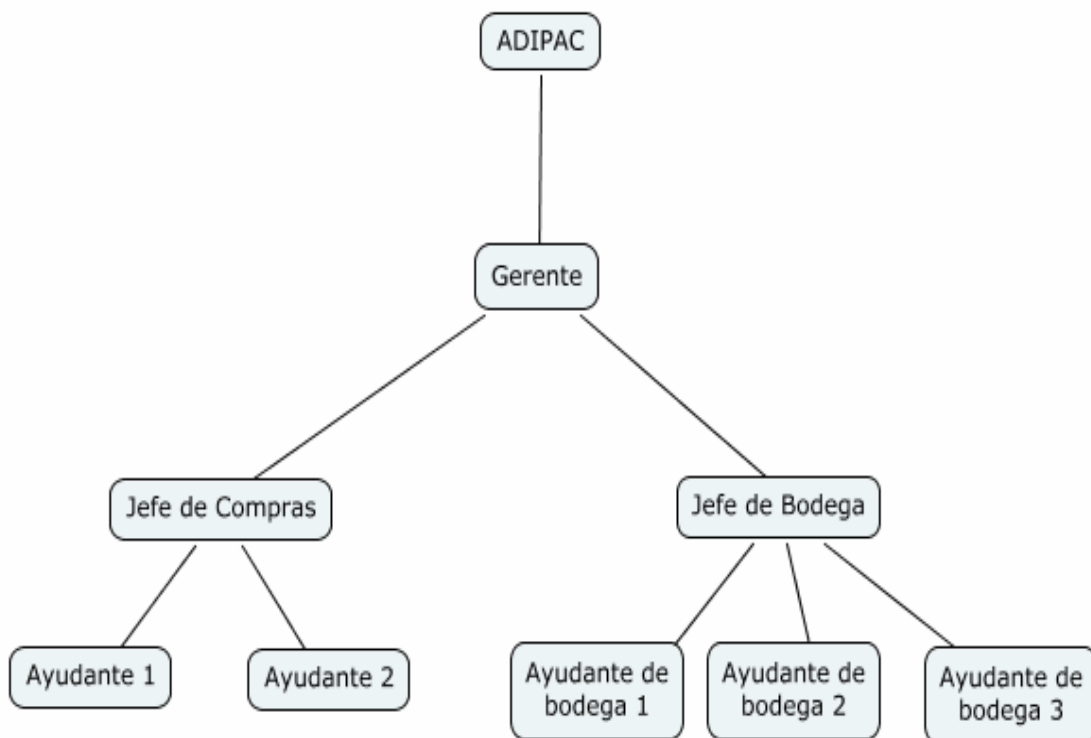 ADIPAC
Gerente
Jefe de Compras
Jefe de Bodega
Ayudante 1
Ayudante 2
Ayudante de
bodega 1
Ayudante de
bodega 2
Ayudante de
bodega 3